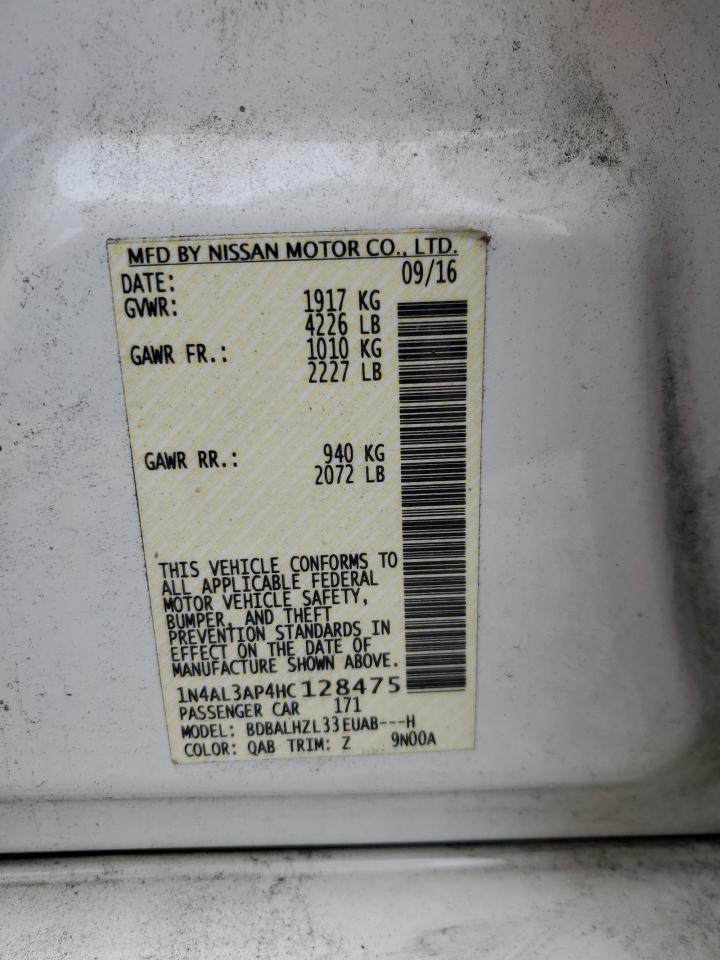 MFD BY NISSAN MOTOR CO., LTD.
DATE: 09/16
GVWR: 1917 KG
4226 LB
GAWR FR.: 1010 KG
2227 LB
GAWR RR.: 940 KG
2072 LB
THIS VEHICLE CONFORMS TO
ALL APPLICABLE FEDERAL
MOTOR VEHICLE SAFETY,
BUMPER, AND THEFT
PREVENTION STANDARDS IN
EFFECT ON THE DATE OF
MANUFACTURE SHOWN ABOVE.
1N4AL3AP4HC128475
PASSENGER CAR 171
MODEL: BDBALHZL33EUAB---H
COLOR: QAB TRIM: Z 9N00A